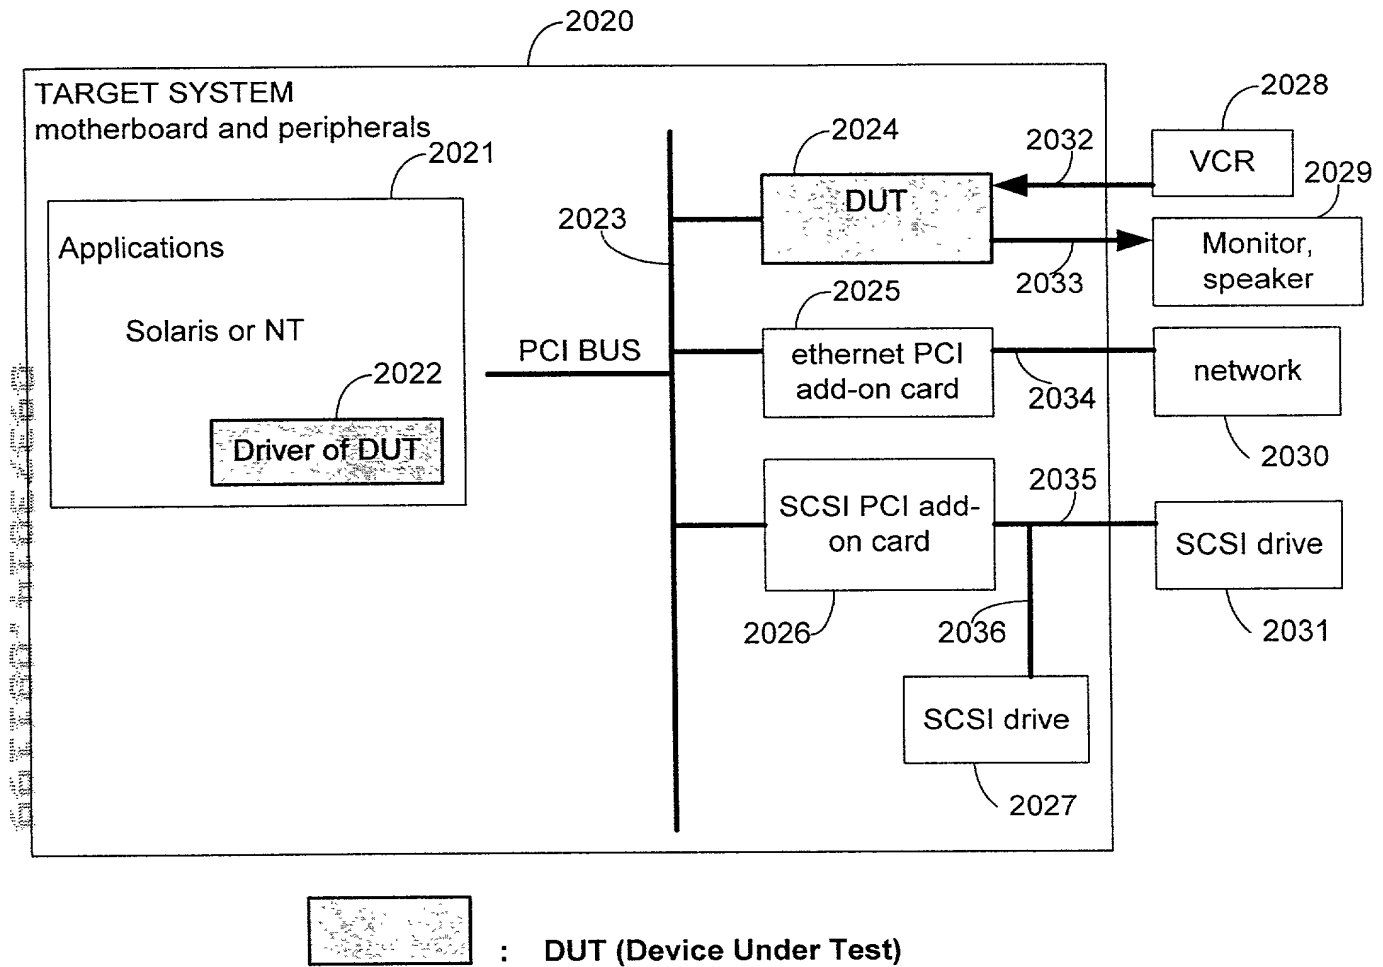 2020
TARGET SYSTEM
motherboard and peripherals
2021
Applications
Solaris or NT
2022
Driver of DUT
PCI BUS
2023
2024
DUT
2032
2028
VCR
2029
2033
Monitor,
speaker
2025
ethernet PCI
add-on card
2034
network
2030
SCSI PCI add-
on card
2026
2035
SCSI drive
2031
2036
SCSI drive
2027
: DUT (Device Under Test)